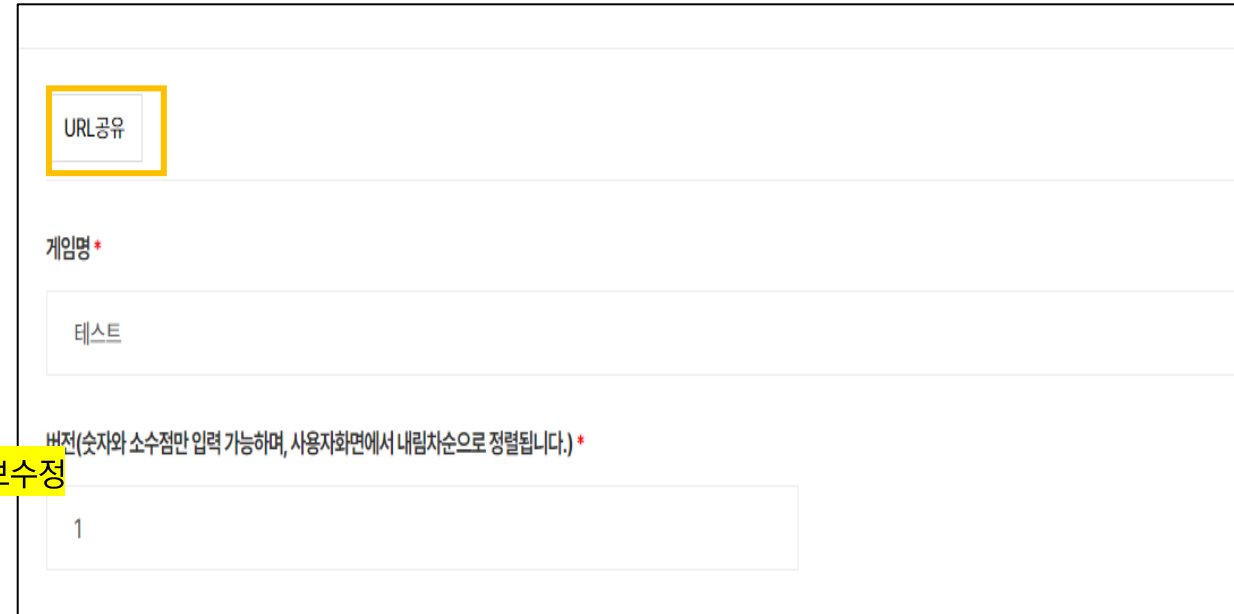 URL공유
게임명 *
테스트
버전(숫자와 소수점만 입력 가능하며, 사용자화면에서 내림차순으로 정렬됩니다.) *
수정
1